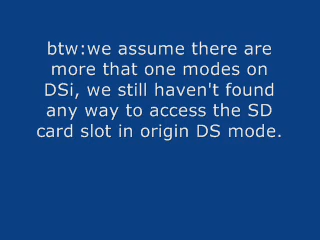 btw:we assume there are
more that one modes on
DSi, we still haven't found
any way to access the SD
card slot in origin DS mode.